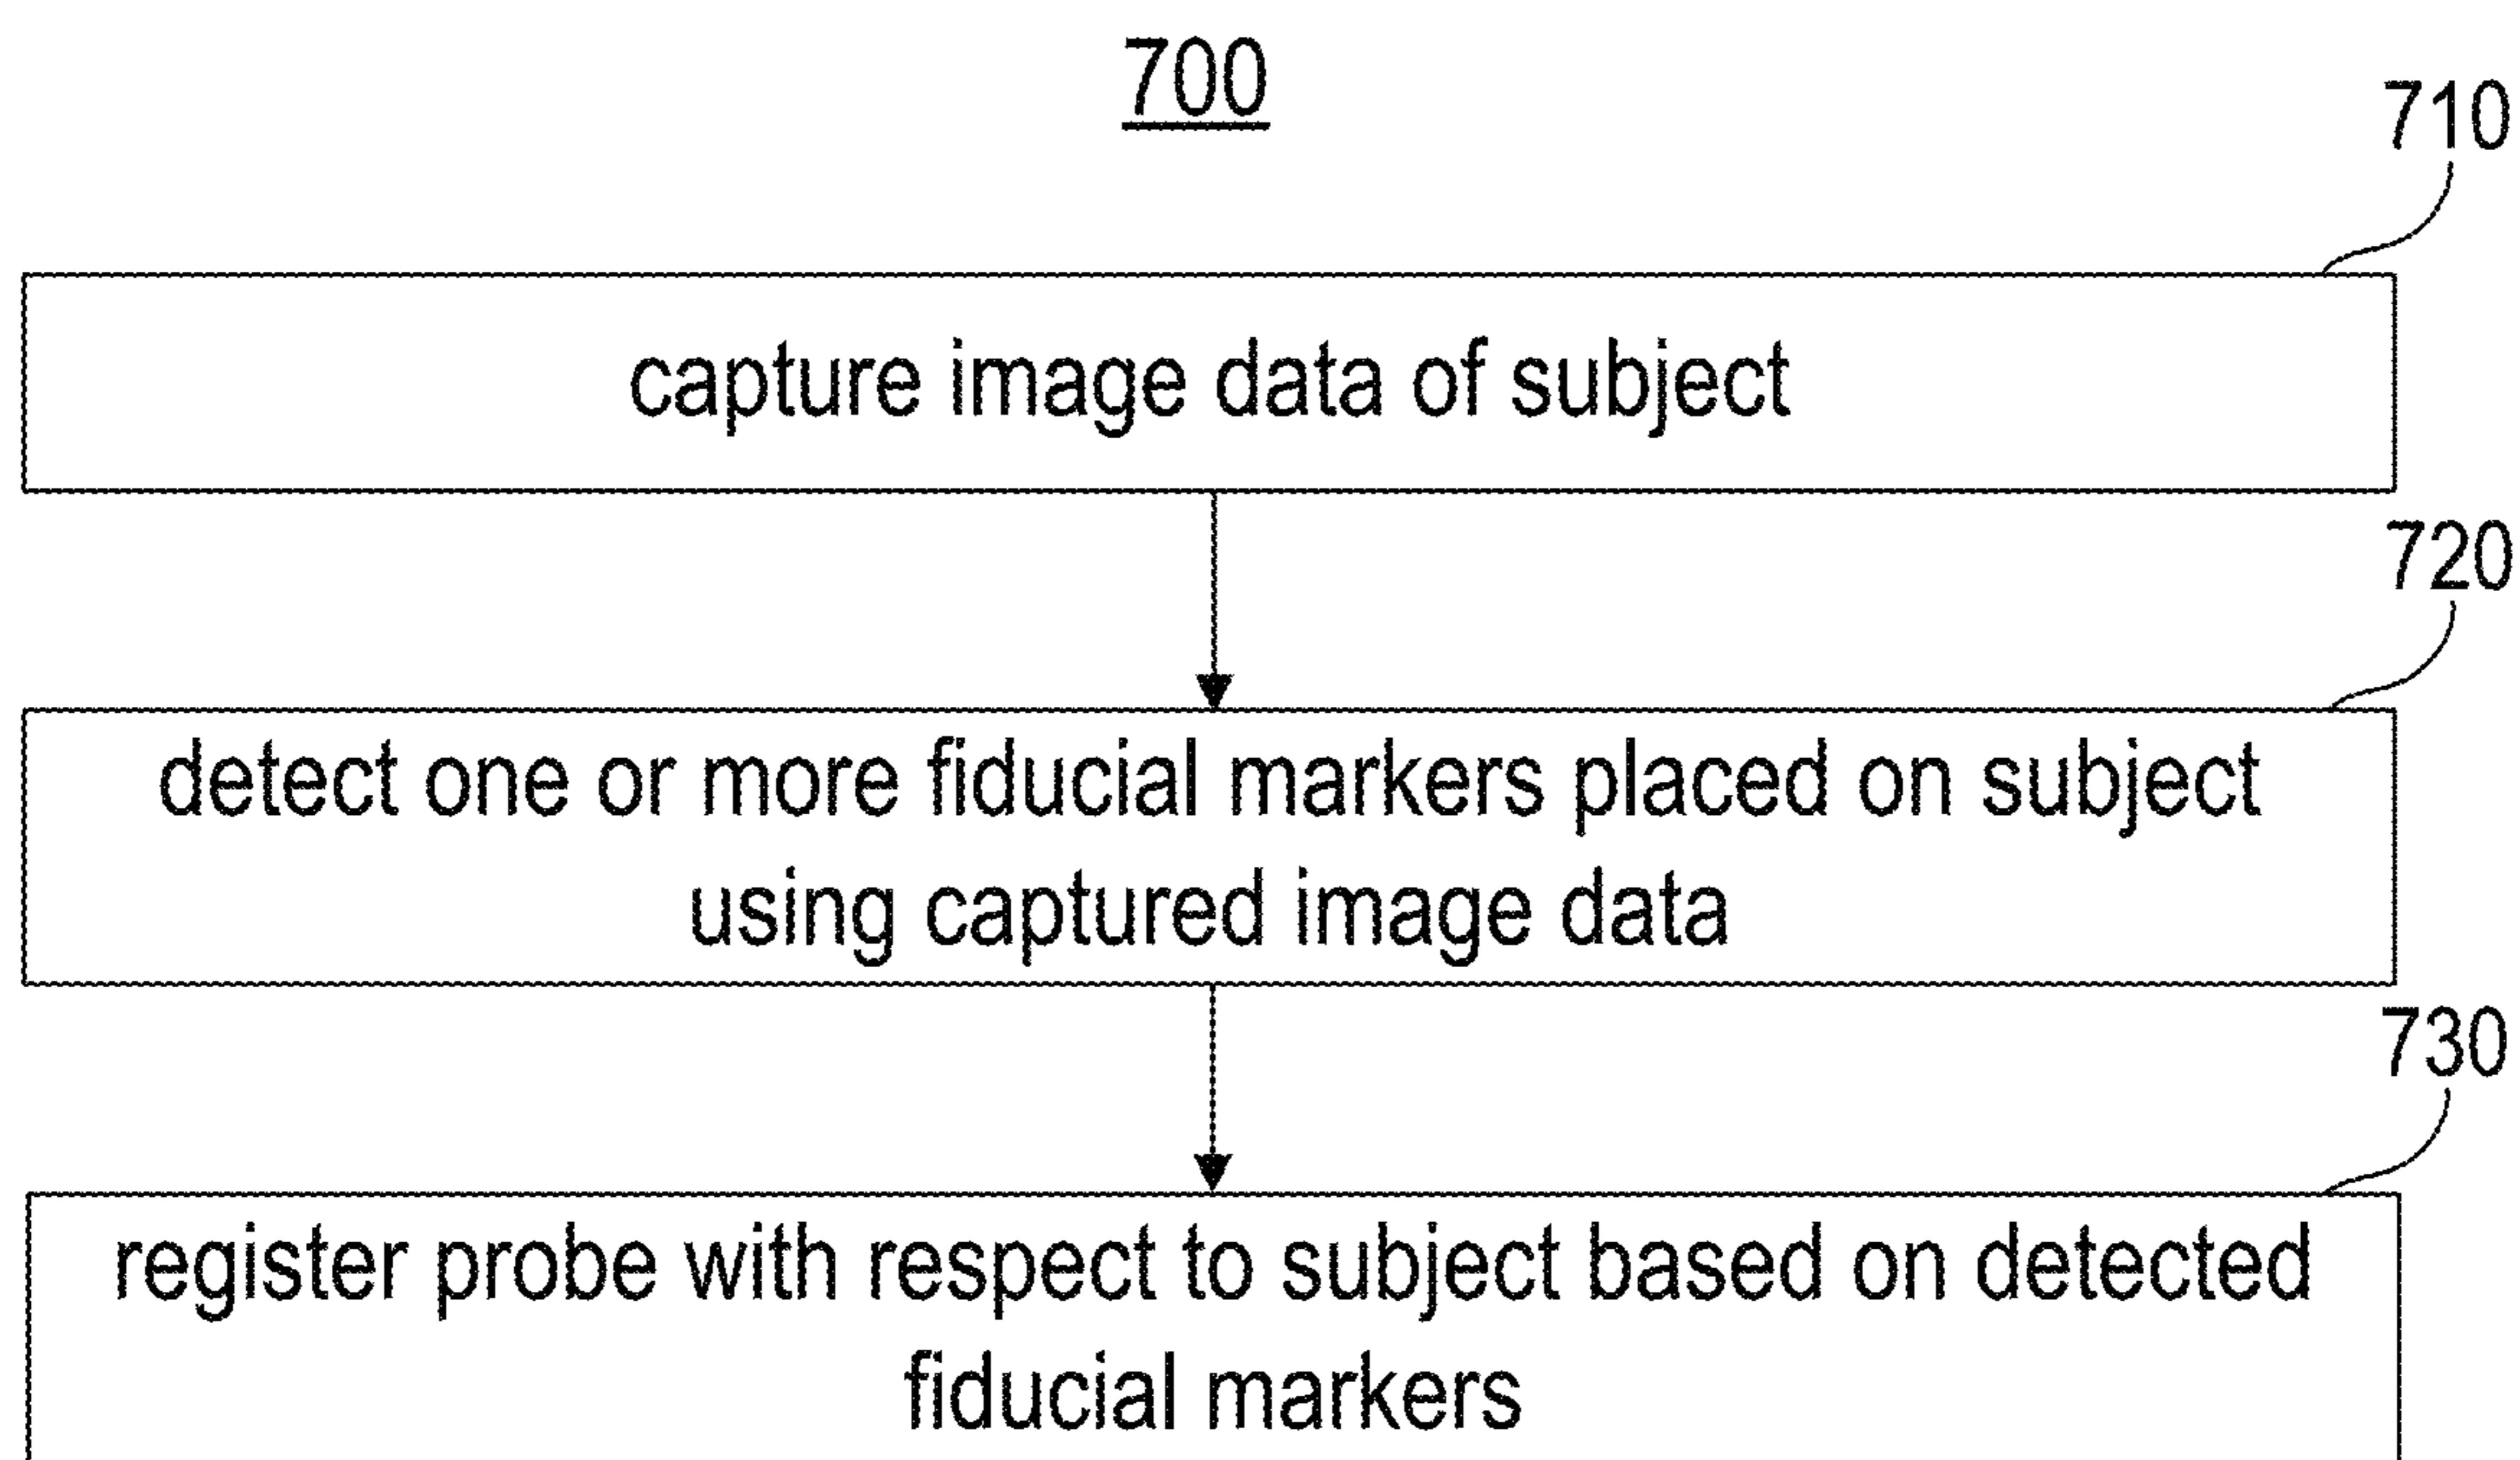 700
710
capture image data of subject
720
detect one or more fiducial markers placed on subject
using captured image data
730
register probe with respect to subject based on detected
fiducial markers